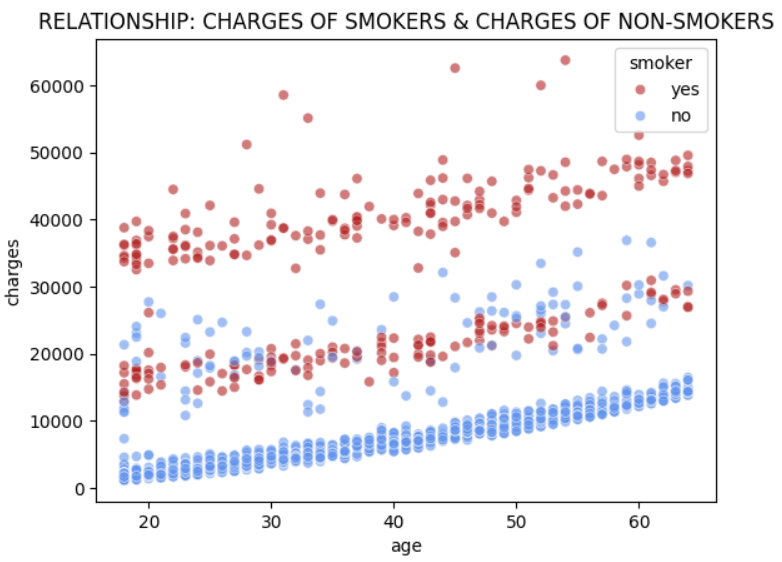 RELATIONSHIP: CHARGES OF SMOKERS & CHARGES OF NON-SMOKERS
smoker
yes
no
60000
50000
40000
30000
20000
10000
0
charges
20 30 40 50 60
age